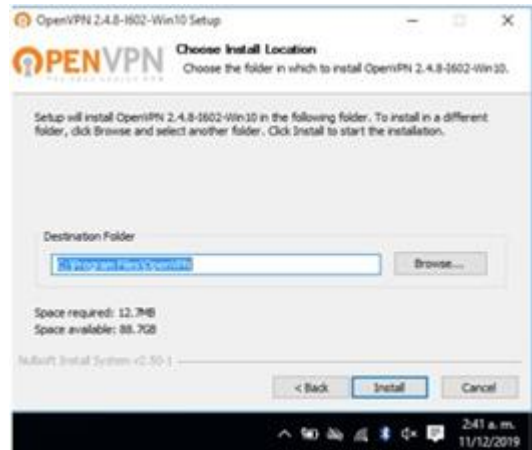 OpenVPN 2.4.8-I602-Win10 Setup
OPENVPN
Choose Install Location
Choose the folder in which to install OpenVPN 2.4.8-I602-Win10.
Setup will install OpenVPN 2.4.8-I602-Win10 in the following folder. To install in a different
folder, click Browse and select another folder. Click Install to start the installation.
Destination Folder
C:\Program Files\OpenVPN
Browse...
Space required: 12.7MB
Space available: 88.7GB
Nullsoft Install System v2.50-1
< Back
Install
Cancel
2:41 a. m.
11/12/2019